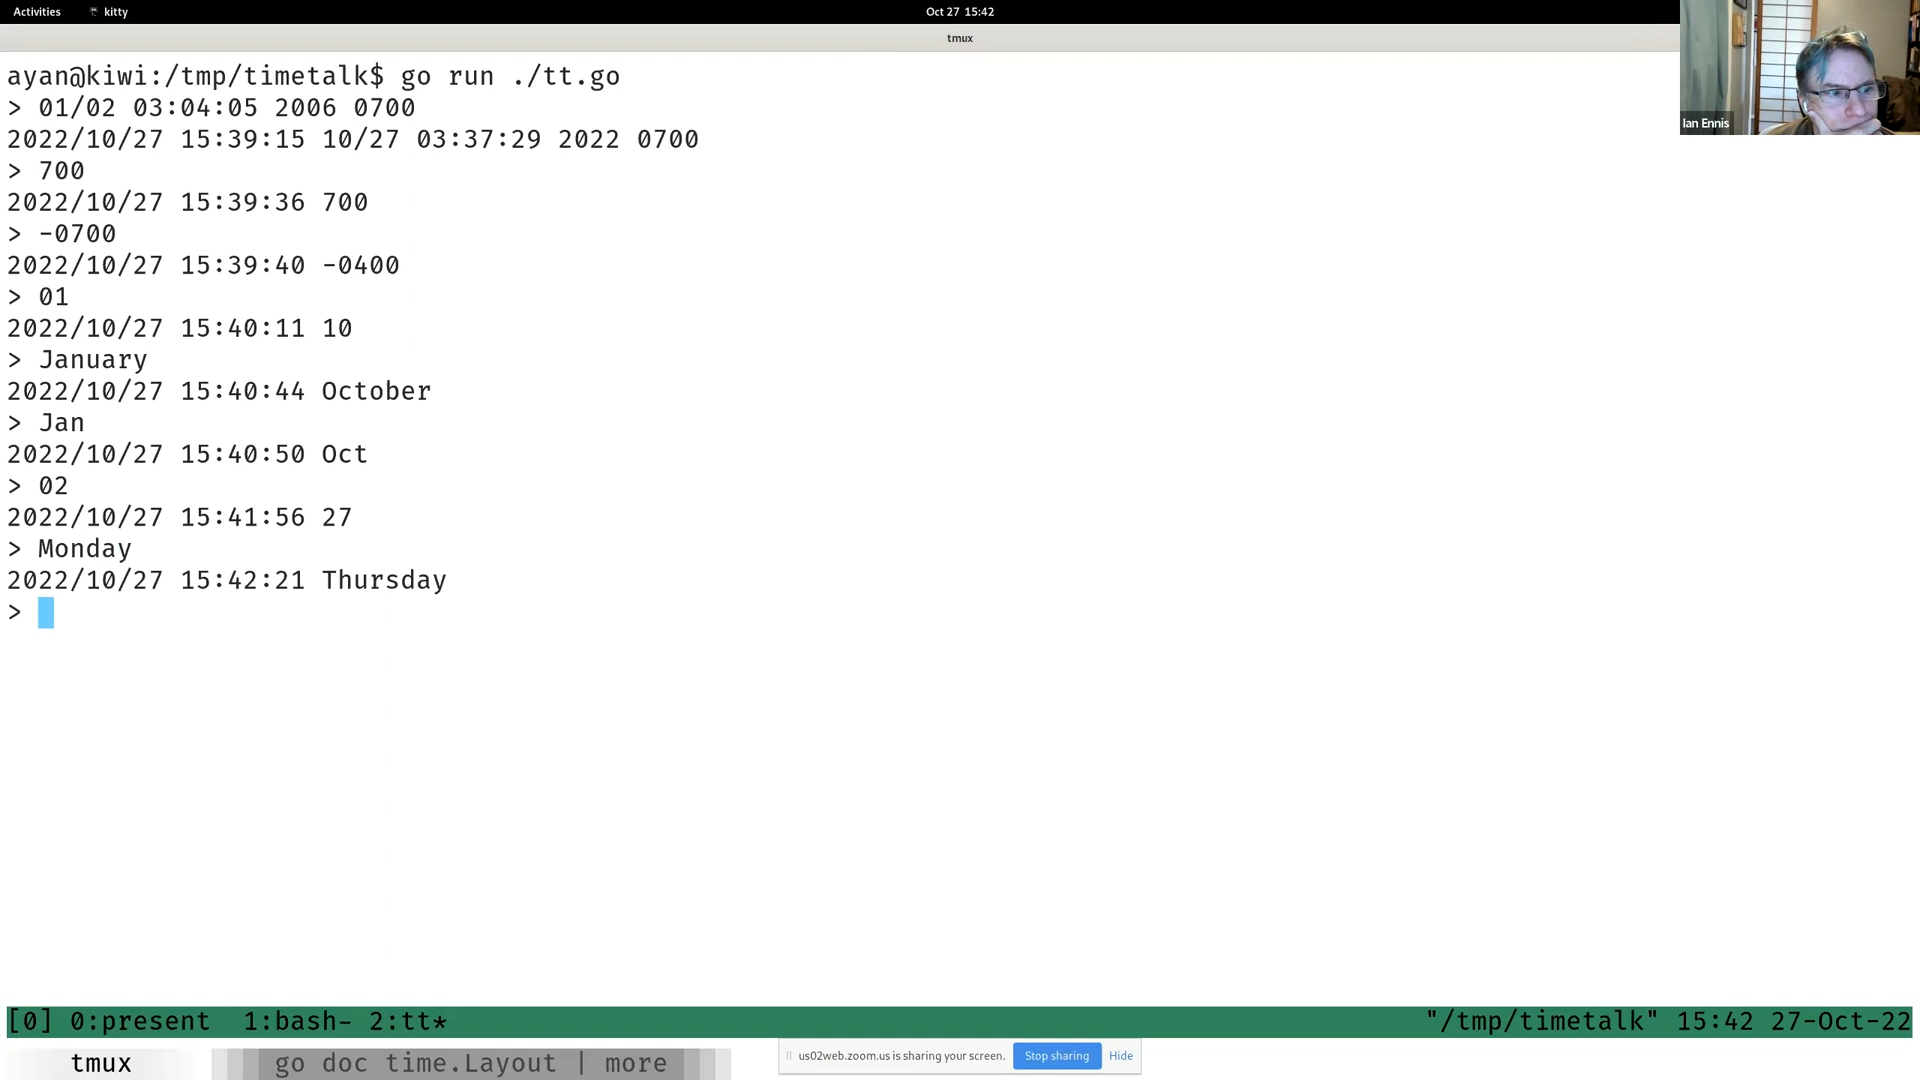 Activities kitty Oct 27 15:42
tmux
ayan@kiwi:/tmp/timetalk$ go run ./tt.go
> 01/02 03:04:05 2006 0700
2022/10/27 15:39:15 10/27 03:37:29 2022 0700
> 700
2022/10/27 15:39:36 700
> -0700
2022/10/27 15:39:40 -0400
> 01
2022/10/27 15:40:11 10
> January
2022/10/27 15:40:44 October
> Jan
2022/10/27 15:40:50 Oct
> 02
2022/10/27 15:41:56 27
> Monday
2022/10/27 15:42:21 Thursday
>
Ian Ennis
[0] 0:present 1:bash- 2:tt* "/tmp/timetalk" 15:42 27-Oct-22
tmux go doc time.Layout | more
us02web.zoom.us is sharing your screen. Stop sharing Hide